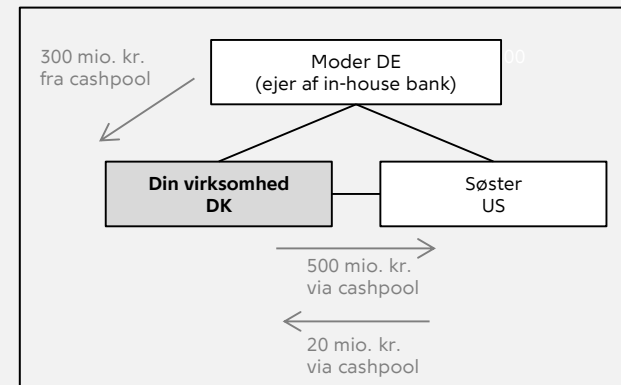 300 mio. kr.
fra cashpool
Moder DE
(ejer af in-house bank)
00
Din virksomhed
DK
Søster
US
500 mio. kr.
via cashpool
20 mio. kr.
via cashpool